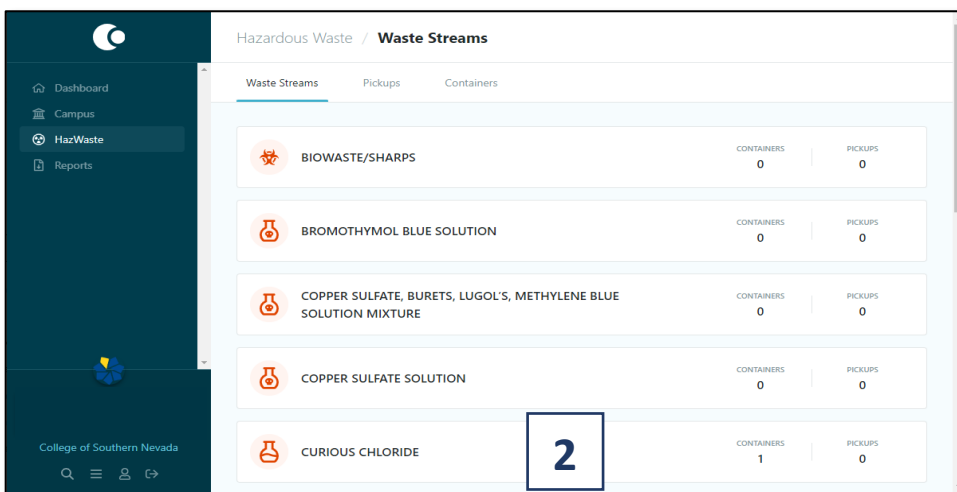 Hazardous Waste / Waste Streams
Dashboard
Campus
HazWaste
Reports
College of Southern Nevada
Waste Streams Pickups Containers
BIOWASTE/SHARPS CONTAINERS 0 PICKUPS 0
BROMOTHYMOL BLUE SOLUTION CONTAINERS 0 PICKUPS 0
COPPER SULFATE, BURETS, LUGOL'S, METHYLENE BLUE
SOLUTION MIXTURE CONTAINERS 0 PICKUPS 0
COPPER SULFATE SOLUTION CONTAINERS 0 PICKUPS 0
CURIOUS CHLORIDE 2 CONTAINERS 1 PICKUPS 0